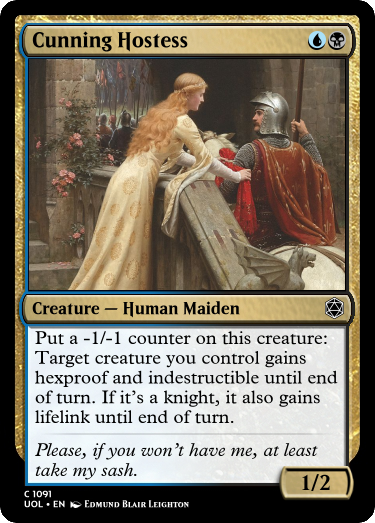 Cunning Hostess
Creature — Human Maiden
Put a -1/-1 counter on this creature:
Target creature you control gains
hexproof and indestructible until end
of turn. If it's a knight, it also gains
lifelink until end of turn.
Please, if you won't have me, at least
take my sash.
1/2
C 1091
UOL • EN Edmund Blair Leighton